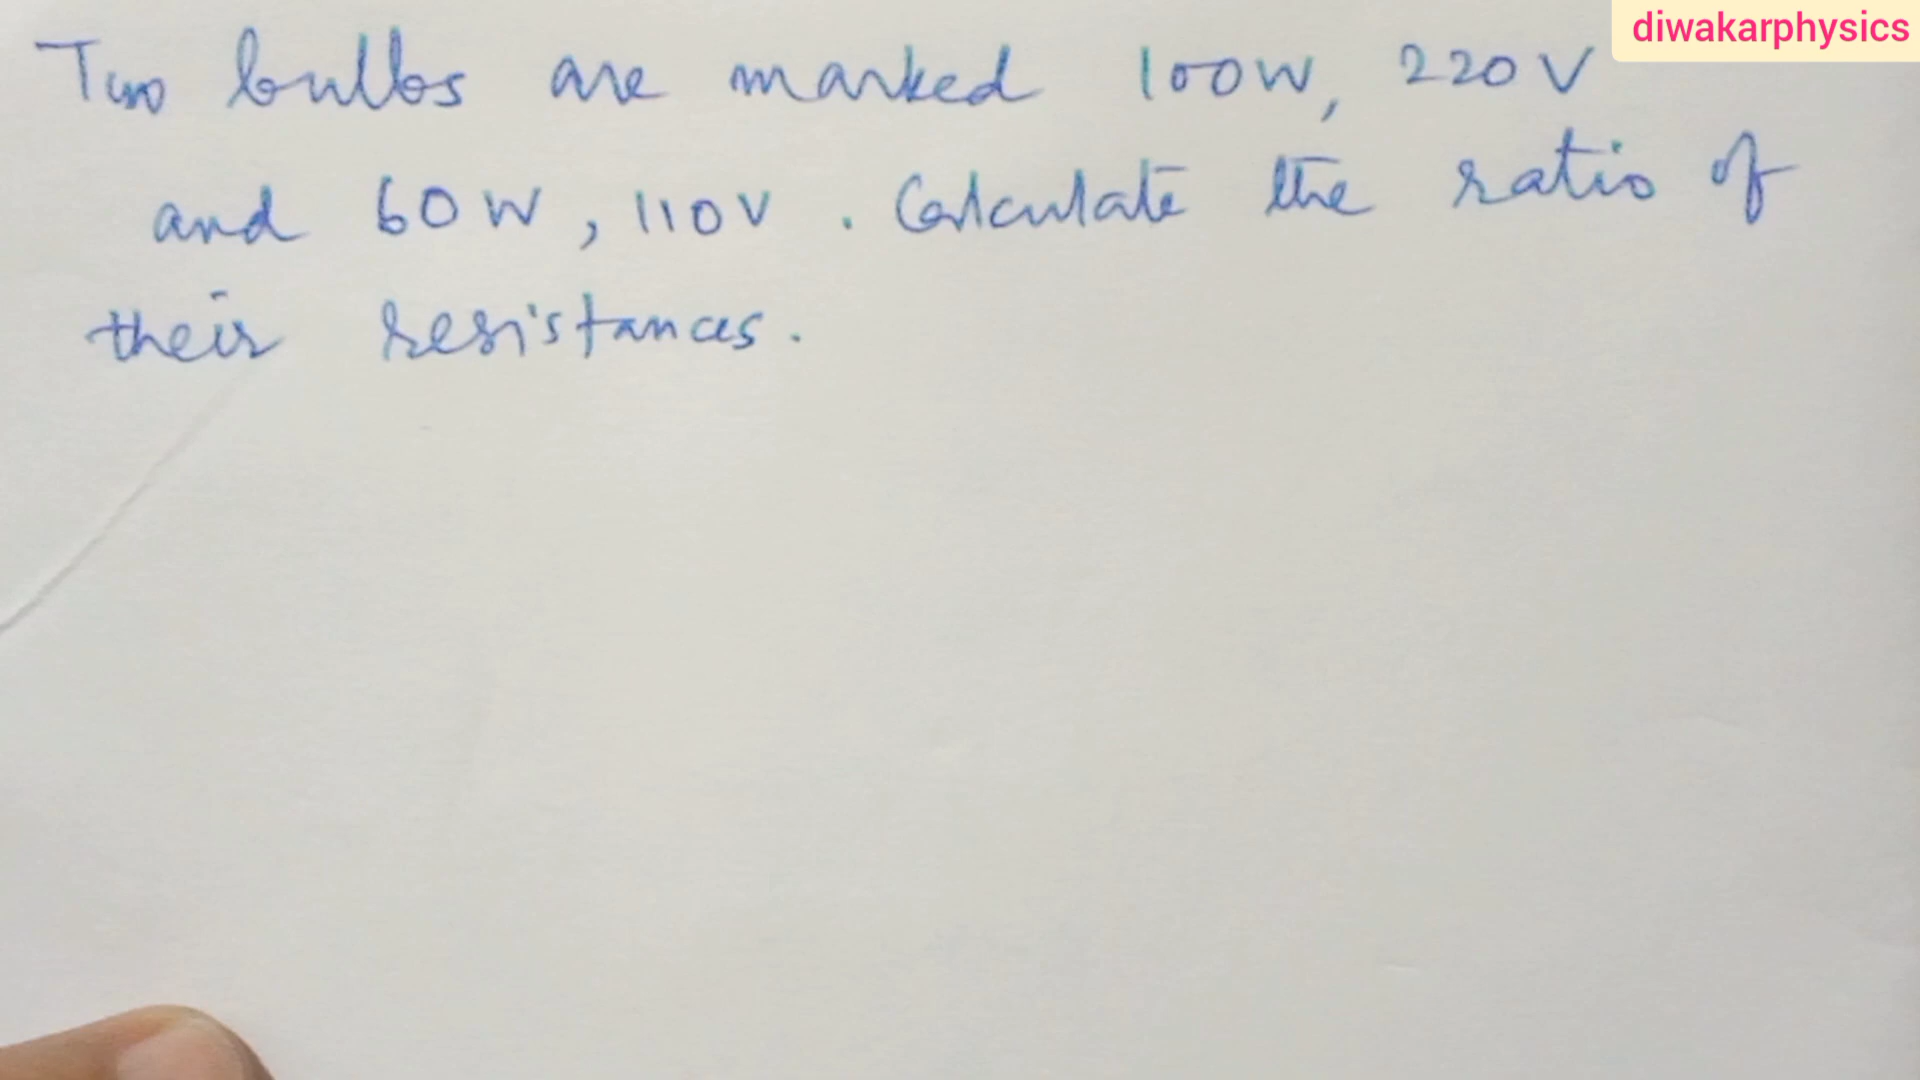 diwakarphysics
Two bulbs are marked 100W, 220V
and 60W, 110V. Calculate the ratio of
their resistances.